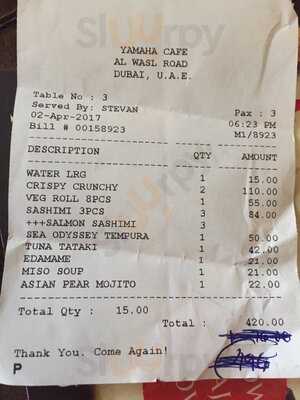 YAMAHA CAFE
AL WASL ROAD
DUBAI, U.A.E.
Table No : 3
Served By: STEVAN Pax : 3
02-Apr-2017 06:23 PM
Bill # 00158923 M1/8923
DESCRIPTION QTY AMOUNT
WATER LRG 1 15.00
CRISPY CRUNCHY 2 110.00
VEG ROLL 8PCS 1 55.00
SASHIMI 3PCS 3 84.00
+++SALMON SASHIMI 3
SEA ODYSSEY TEMPURA 1 50.00
TUNA TATAKI 1 42.00
EDAMAME 1 21.00
MISO SOUP 1 21.00
ASIAN PEAR MOJITO 1 22.00
Total Qty : 15.00
Total : 420.00
Thank You. Come Again!
P
sluurpy